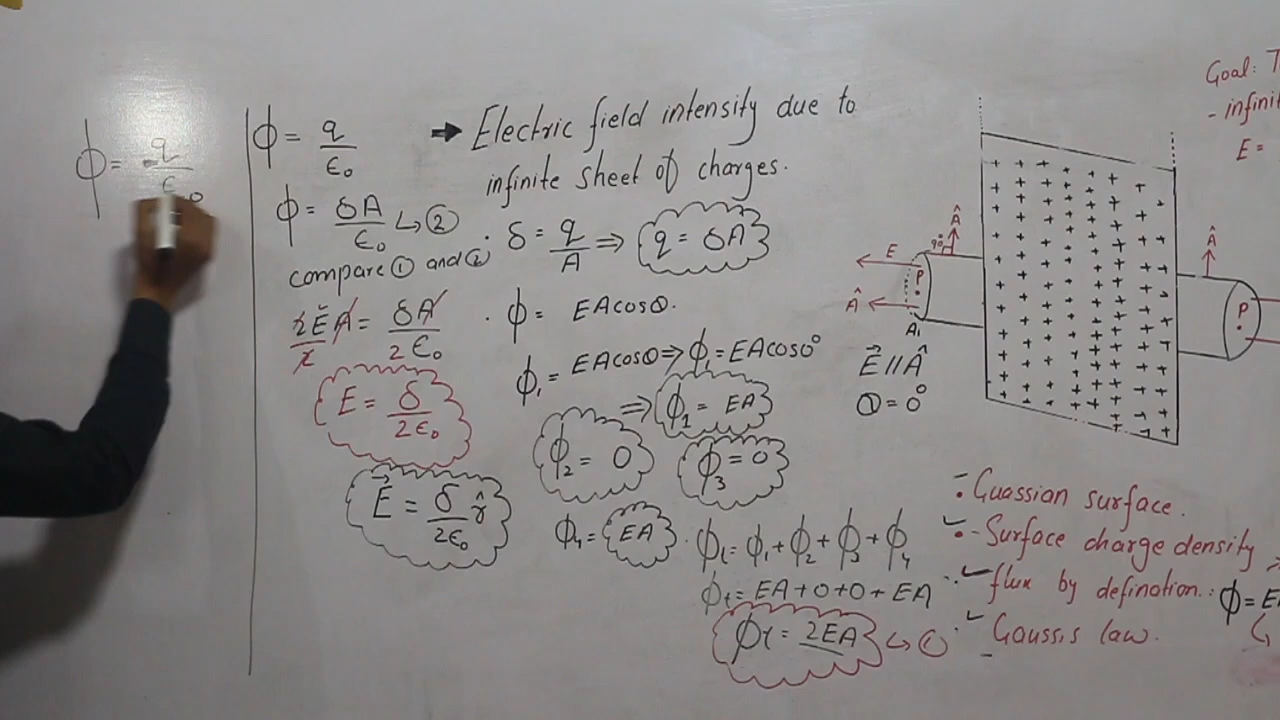 ϕ = -q/ε₀
ϕ = q/ε₀
→ Electric field intensity due to
infinite sheet of charges.
ϕ = δA/ε₀ ↳ ②
compare ① and ②
2EA/2 = δA/2ε₀
E = δ/2ε₀
E⃗ = δ/2ε₀ r̂
. δ = q/A ⇒ q = δA
. ϕ = EAcosθ.
ϕ₁ = EAcosθ ⇒ ϕ₁ = EAcos0°
⇒ ϕ₁ = EA
ϕ₂ = 0
ϕ₃ = 0
ϕ₄ = EA
. ϕt = ϕ₁ + ϕ₂ + ϕ₃ + ϕ₄
ϕt = EA + 0 + 0 + EA
ϕt = 2EA ↳ ①
E
Â
90°
Â
P
A₁
E⃗ // Â
θ = 0°
Â
P
Goal: T
- infini
E =
. Guassian surface.
- Surface charge density
flux by defination. : ϕ = E
Gauss,s law.